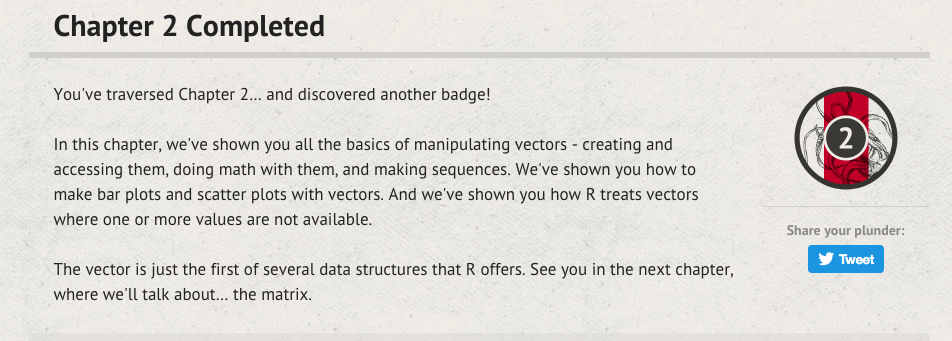 Chapter 2 Completed
You've traversed Chapter 2... and discovered another badge!
In this chapter, we've shown you all the basics of manipulating vectors - creating and
accessing them, doing math with them, and making sequences. We've shown you how to
make bar plots and scatter plots with vectors. And we've shown you how R treats vectors
where one or more values are not available.
The vector is just the first of several data structures that R offers. See you in the next chapter,
where we'll talk about... the matrix.
2
Share your plunder:
Tweet